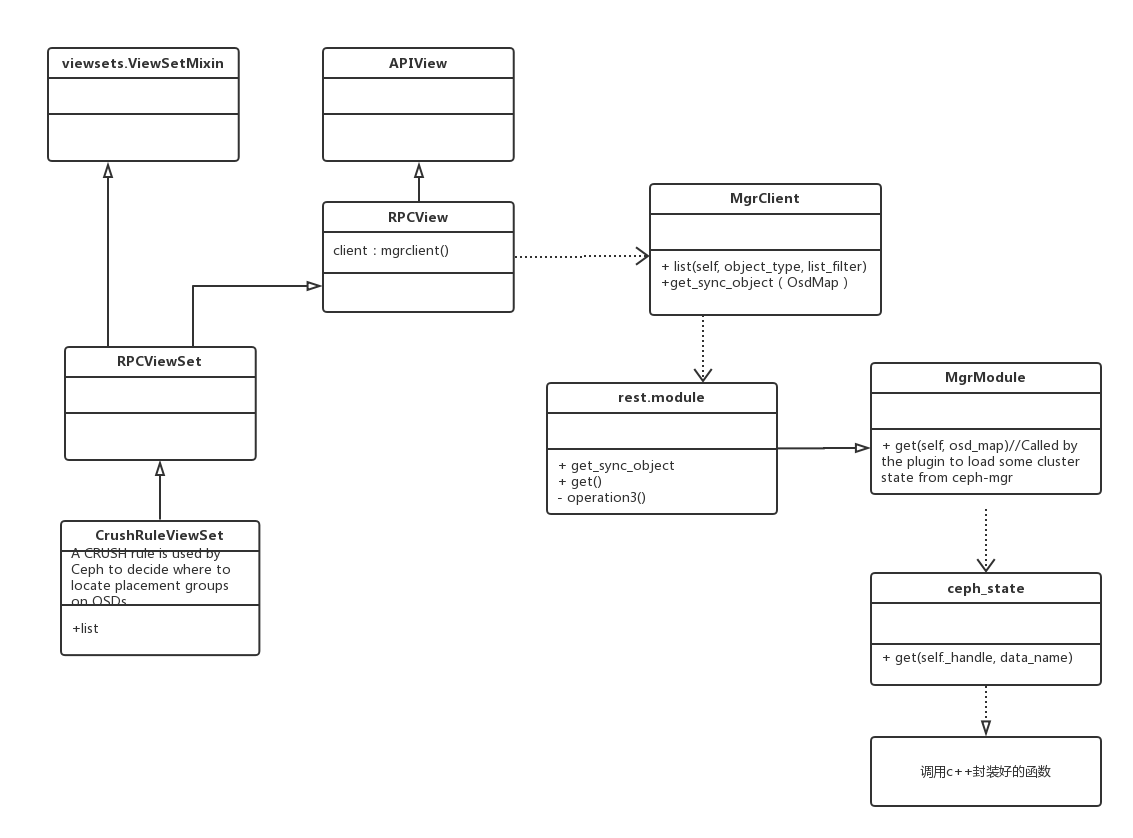 viewsets.ViewSetMixin
APIView
RPCView
client：mgrclient()
MgrClient
+ list(self, object_type, list_filter)
+get_sync_object（OsdMap）
RPCViewSet
rest.module
+ get_sync_object
+ get()
- operation3()
MgrModule
+ get(self, osd_map)//Called by
the plugin to load some cluster
state from ceph-mgr
CrushRuleViewSet
A CRUSH rule is used by
Ceph to decide where to
locate placement groups
on OSDs
+list
ceph_state
+ get(self._handle, data_name)
调用c++封装好的函数